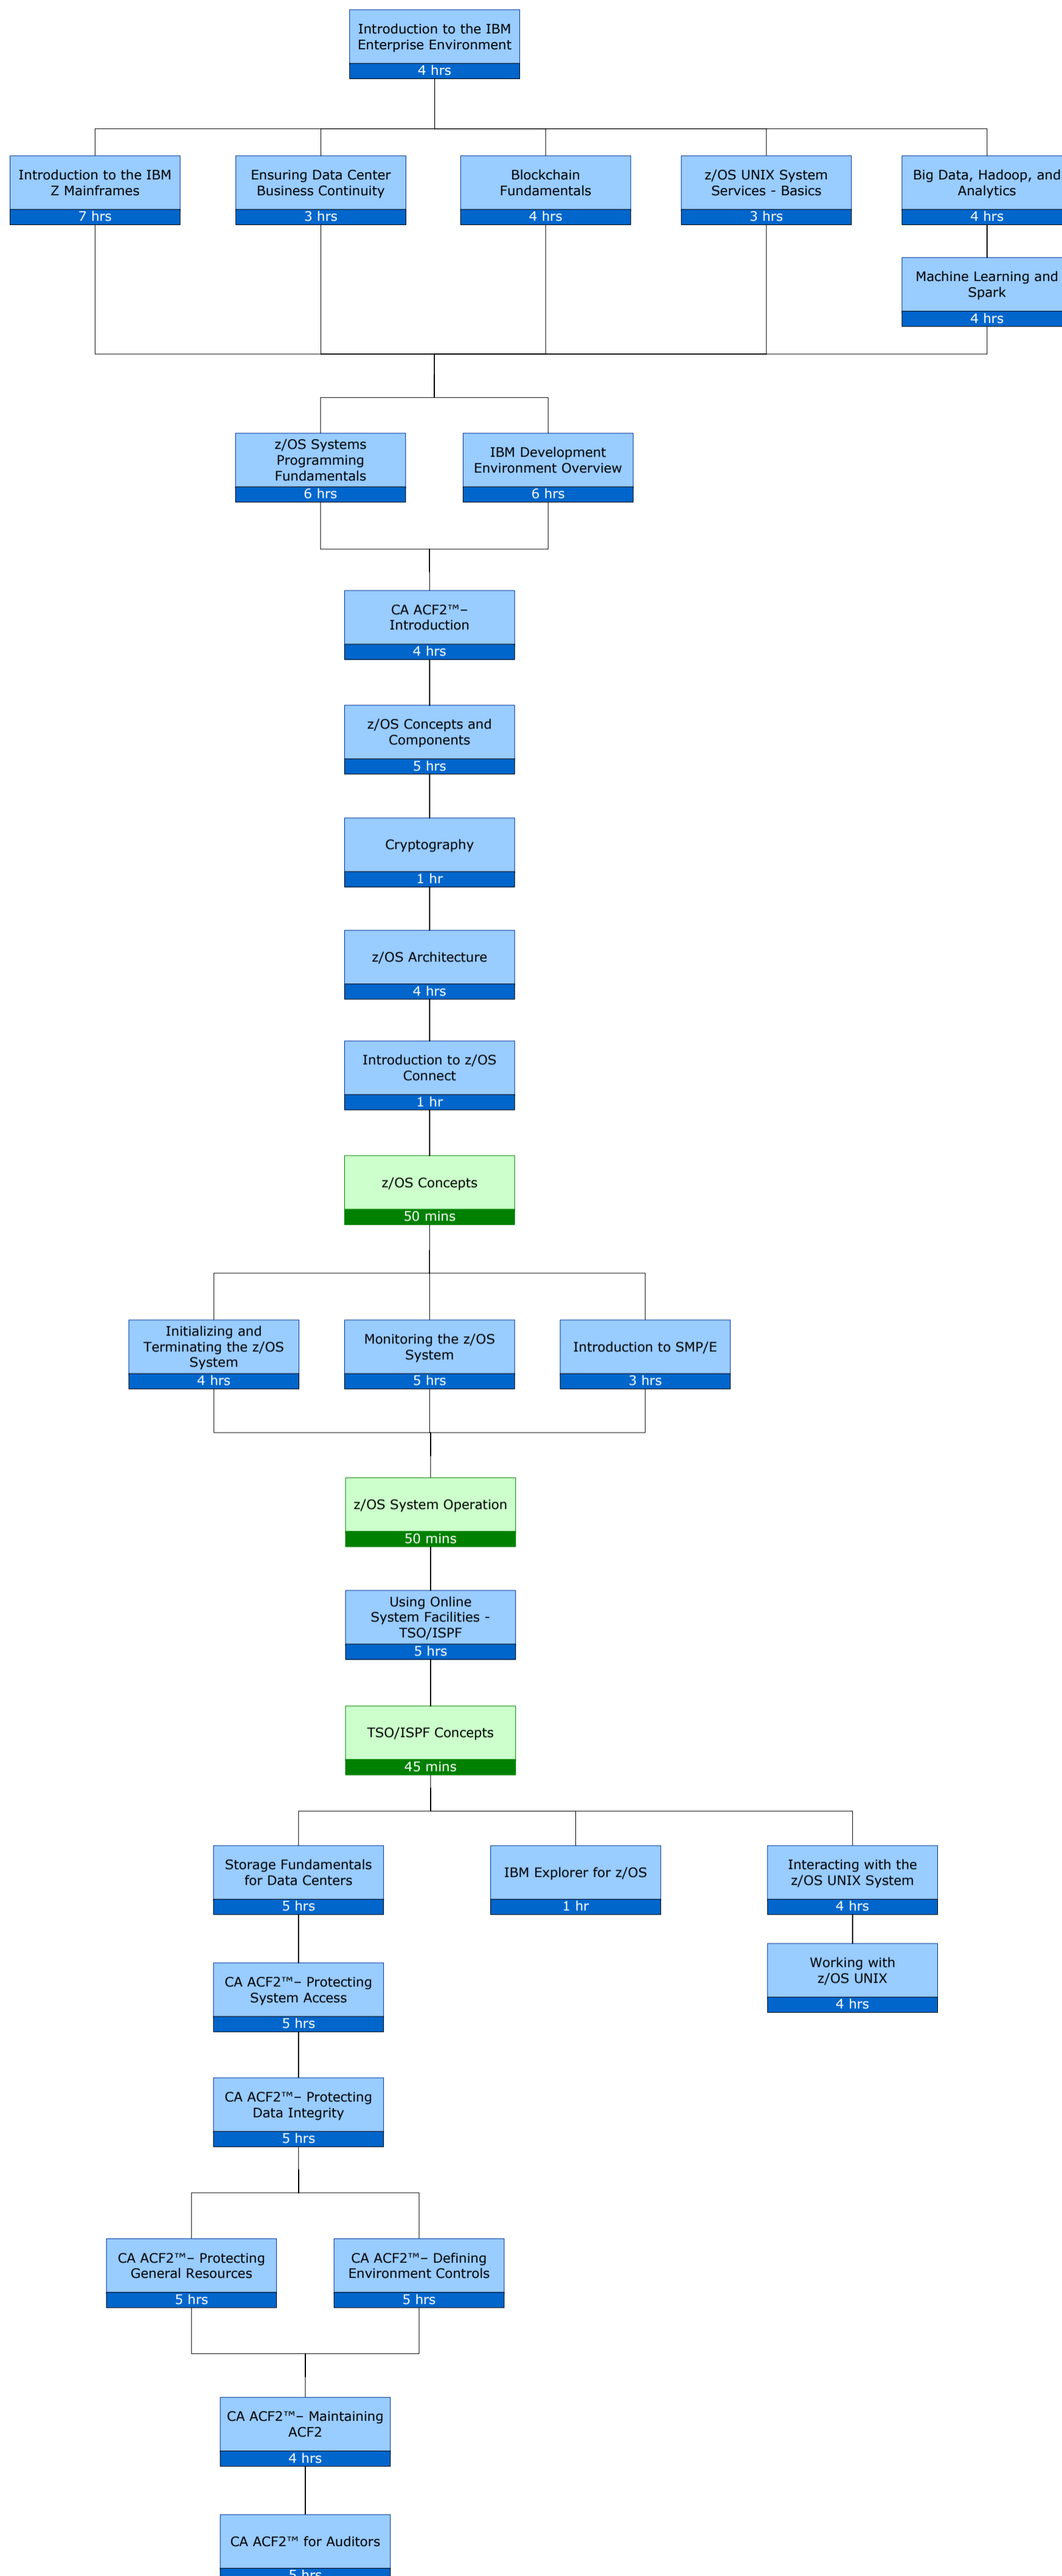 Introduction to the IBM
Enterprise Environment
4 hrs
Introduction to the IBM
Z Mainframes
7 hrs
Ensuring Data Center
Business Continuity
3 hrs
Blockchain
Fundamentals
4 hrs
z/OS UNIX System
Services - Basics
3 hrs
Big Data, Hadoop, and
Analytics
4 hrs
Machine Learning and
Spark
4 hrs
z/OS Systems
Programming
Fundamentals
6 hrs
IBM Development
Environment Overview
6 hrs
CA ACF2™–
Introduction
4 hrs
z/OS Concepts and
Components
5 hrs
Cryptography
1 hr
z/OS Architecture
4 hrs
Introduction to z/OS
Connect
1 hr
z/OS Concepts
50 mins
Initializing and
Terminating the z/OS
System
4 hrs
Monitoring the z/OS
System
5 hrs
Introduction to SMP/E
3 hrs
z/OS System Operation
50 mins
Using Online
System Facilities -
TSO/ISPF
5 hrs
TSO/ISPF Concepts
45 mins
Storage Fundamentals
for Data Centers
5 hrs
IBM Explorer for z/OS
1 hr
Interacting with the
z/OS UNIX System
4 hrs
Working with
z/OS UNIX
4 hrs
CA ACF2™– Protecting
System Access
5 hrs
CA ACF2™– Protecting
Data Integrity
5 hrs
CA ACF2™– Protecting
General Resources
5 hrs
CA ACF2™– Defining
Environment Controls
5 hrs
CA ACF2™– Maintaining
ACF2
4 hrs
CA ACF2™ for Auditors
5 hrs